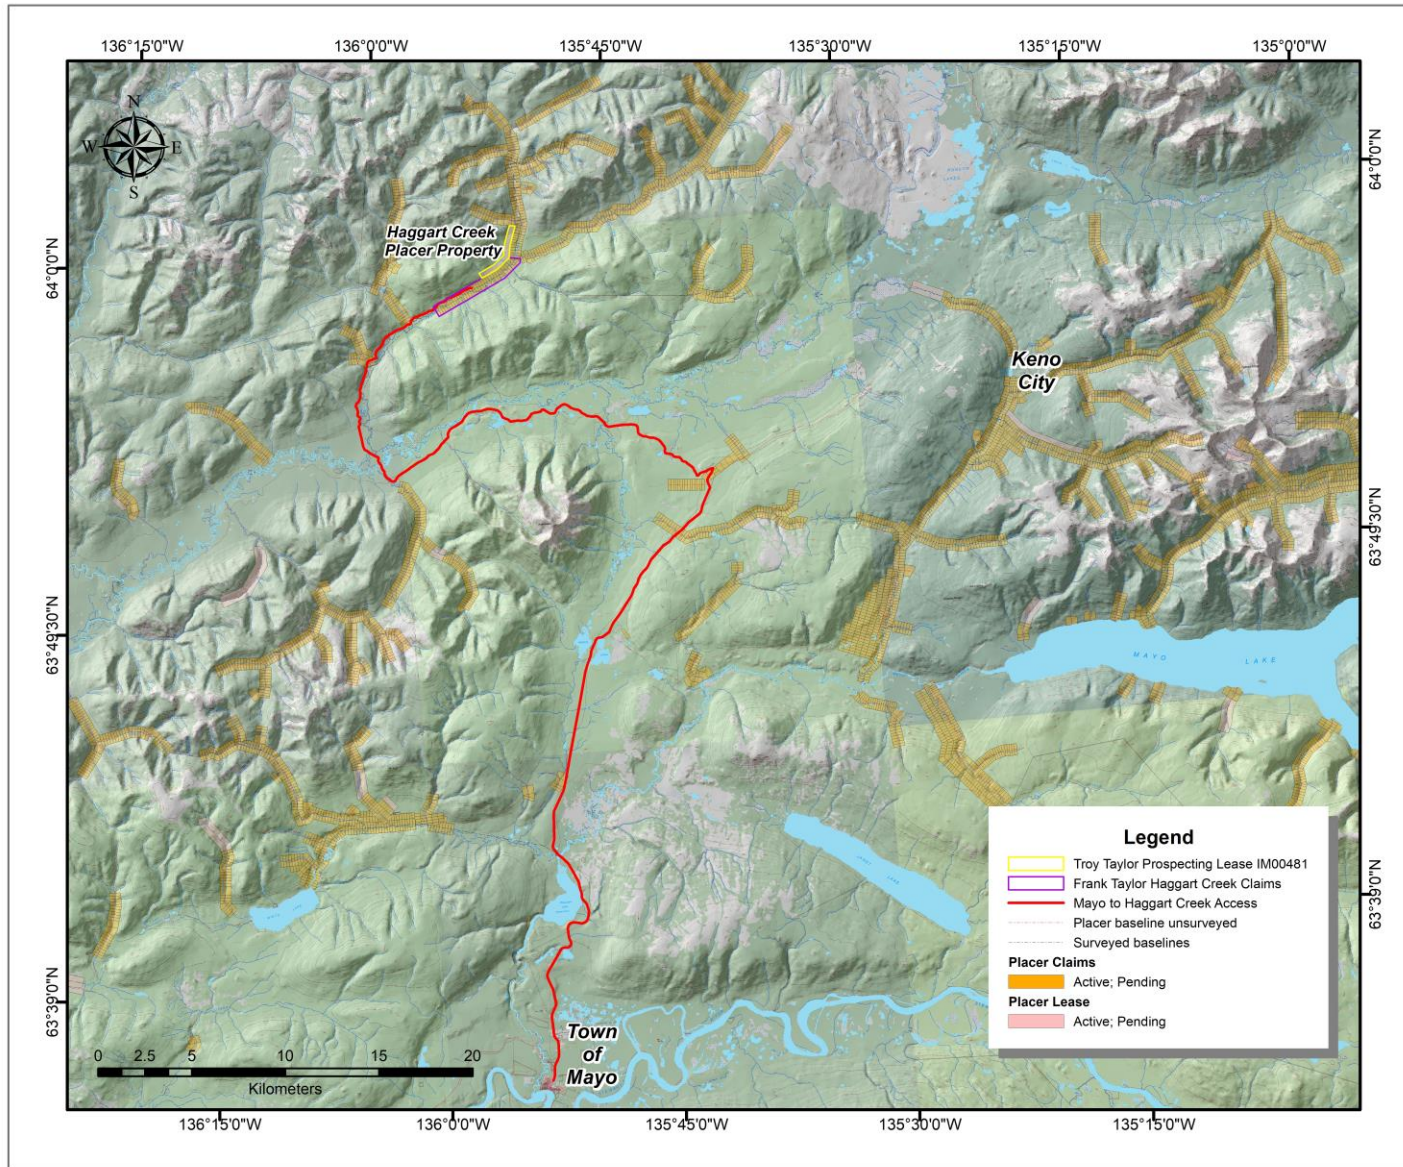 136°15'0"W 136°0'0"W 135°45'0"W 135°30'0"W 135°15'0"W 135°0'0"W
N
W E
S
64°0'0"N
64°0'0"N
Haggart Creek
Placer Property
Keno
City
63°49'30"N
63°49'30"N
MAYO LAKE
63°39'0"N
63°39'0"N
Legend
Troy Taylor Prospecting Lease IM00481
Frank Taylor Haggart Creek Claims
Mayo to Haggart Creek Access
Placer baseline unsurveyed
Surveyed baselines
Placer Claims
Active; Pending
Placer Lease
Active; Pending
Town
of
Mayo
0 2.5 5 10 15 20
Kilometers
136°15'0"W 136°0'0"W 135°45'0"W 135°30'0"W 135°15'0"W